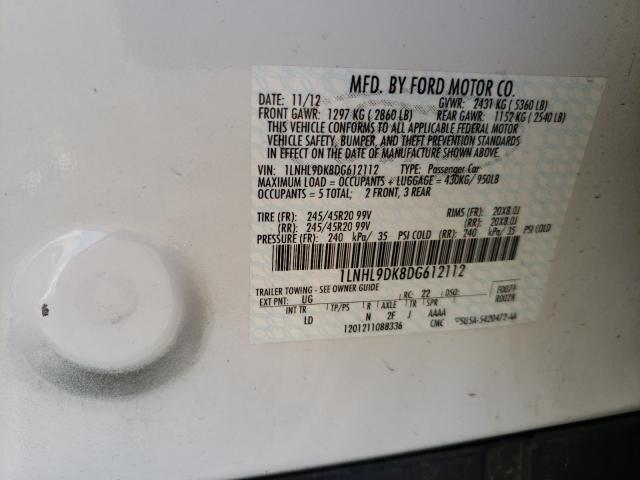 MFD. BY FORD MOTOR CO.
DATE: 11/12 GVWR: 2431 KG ( 5360 LB)
FRONT GAWR: 1297 KG ( 2860 LB) REAR GAWR: 1152 KG ( 2540 LB)
THIS VEHICLE CONFORMS TO ALL APPLICABLE FEDERAL MOTOR
VEHICLE SAFETY, BUMPER, AND THEFT PREVENTION STANDARDS
IN EFFECT ON THE DATE OF MANUFACTURE SHOWN ABOVE.
VIN: 1LNHL9DK8DG612112 TYPE: Passenger Car
MAXIMUM LOAD = OCCUPANTS + LUGGAGE = 430KG/950LB
OCCUPANTS = 5 TOTAL: 2 FRONT, 3 REAR
TIRE (FR): 245/45R20 99V RIMS (FR): 20X8.0J
(RR): 245/45R20 99V (RR): 20X8.0J
PRESSURE (FR): 240 kPa/ 35 PSI COLD (RR): 240 kPa/ 35 PSI COLD
1LNHL9DK8DG612112
TRAILER TOWING - SEE OWNER GUIDE
EXT PNT: UG RC: 22 DSO:
INT TR TP/PS R AXLE TR SPR
LD N 2F J AAAA
1201211088336 CMC